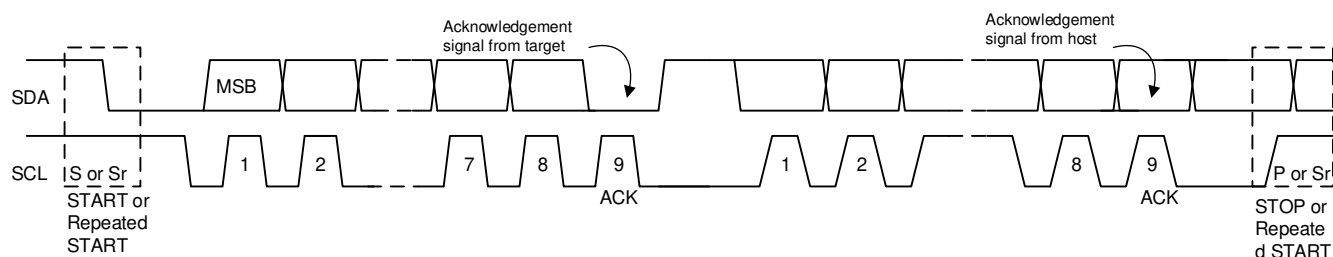 Acknowledgement
signal from target
Acknowledgement
signal from host
SDA
MSB
SCL
S or Sr
1
2
7
8
9
1
2
8
9
P or Sr
ACK
ACK
START or
Repeated
START
STOP or
Repeate
d START